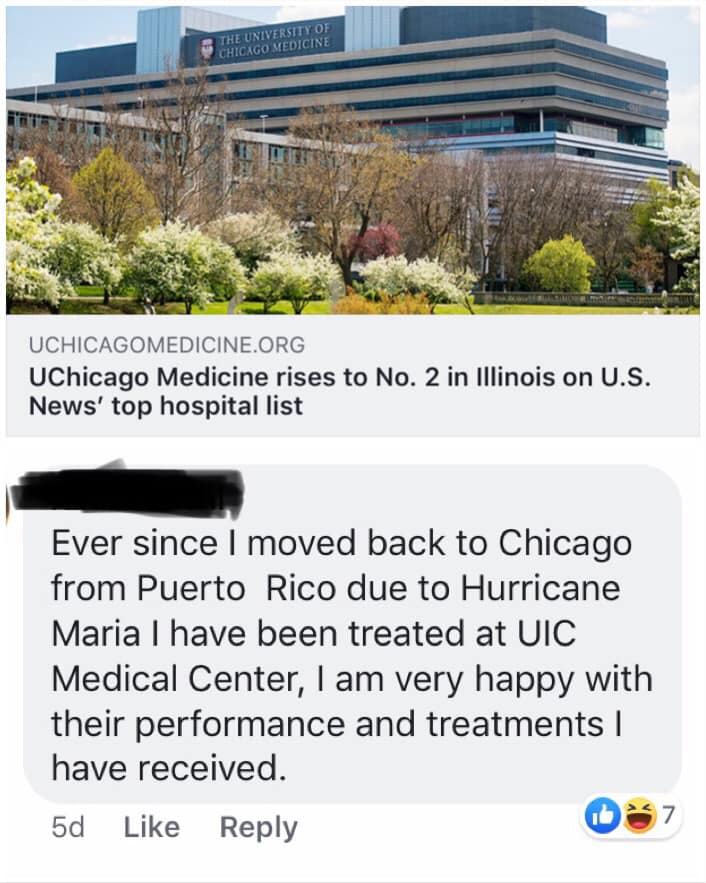 THE UNIVERSITY OF
CHICAGO MEDICINE
UCHICAGOMEDICINE.ORG
UChicago Medicine rises to No. 2 in Illinois on U.S.
News' top hospital list
Ever since I moved back to Chicago
from Puerto  Rico due to Hurricane
Maria I have been treated at UIC
Medical Center, I am very happy with
their performance and treatments I
have received.
5d Like Reply 7